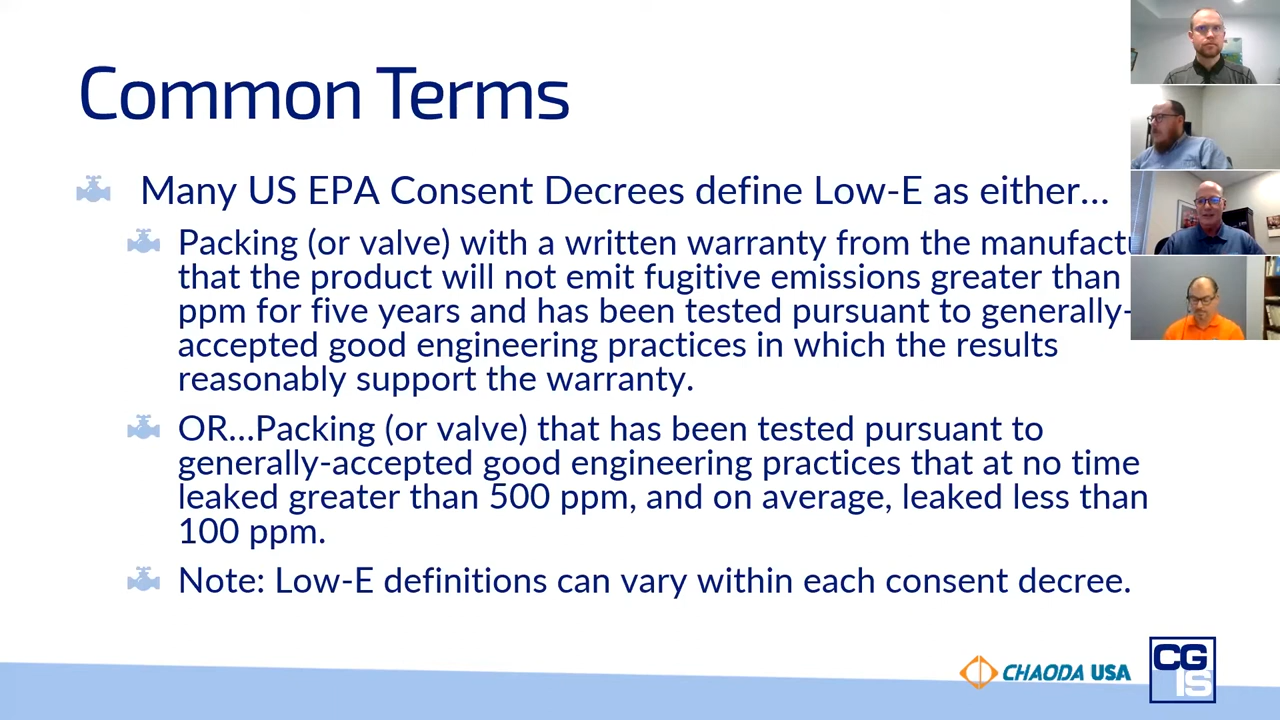 Common Terms
Many US EPA Consent Decrees define Low-E as either...
Packing (or valve) with a written warranty from the
that the product will not emit fugitive emissions greater than
ppm for five years and has been tested pursuant to generally-
accepted good engineering practices in which the results
reasonably support the warranty.
OR...Packing (or valve) that has been tested pursuant to
generally-accepted good engineering practices that at no time
leaked greater than 500 ppm, and on average, leaked less than
100 ppm.
Note: Low-E definitions can vary within each consent decree.
CHAODA USA
CG
IS